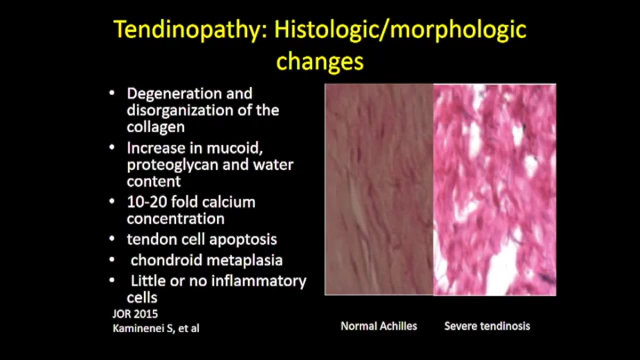 Tendinopathy: Histologic/morphologic
changes
• Degeneration and
disorganization of the
collagen
• Increase in mucoid,
proteoglycan and water
content
• 10-20 fold calcium
concentration
• tendon cell apoptosis
• chondroid metaplasia
• Little or no inflammatory
cells
JOR 2015
Kaminenei S, et al
Normal Achilles
Severe tendinosis